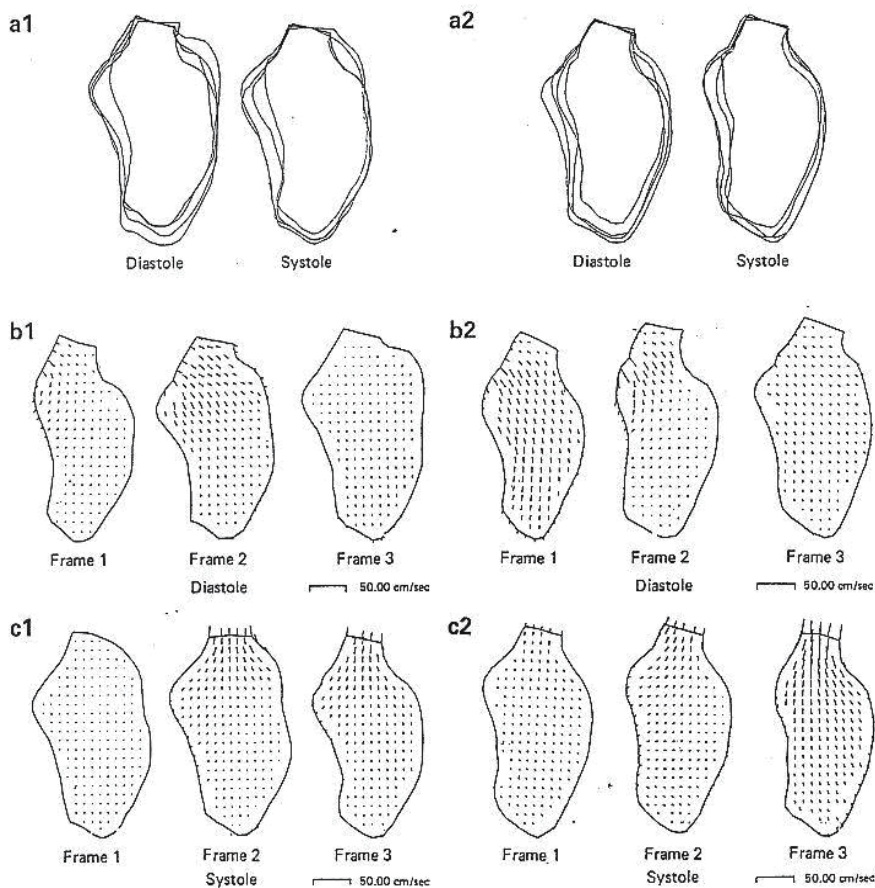 a1
a2
Diastole Systole
Diastole Systole
b1
b2
Frame 1 Frame 2 Frame 3
Diastole 50.00 cm/sec
Frame 1 Frame 2 Frame 3
Diastole 50.00 cm/sec
c1
c2
Frame 1 Frame 2 Frame 3
Systole 50.00 cm/sec
Frame 1 Frame 2 Frame 3
Systole 50.00 cm/sec